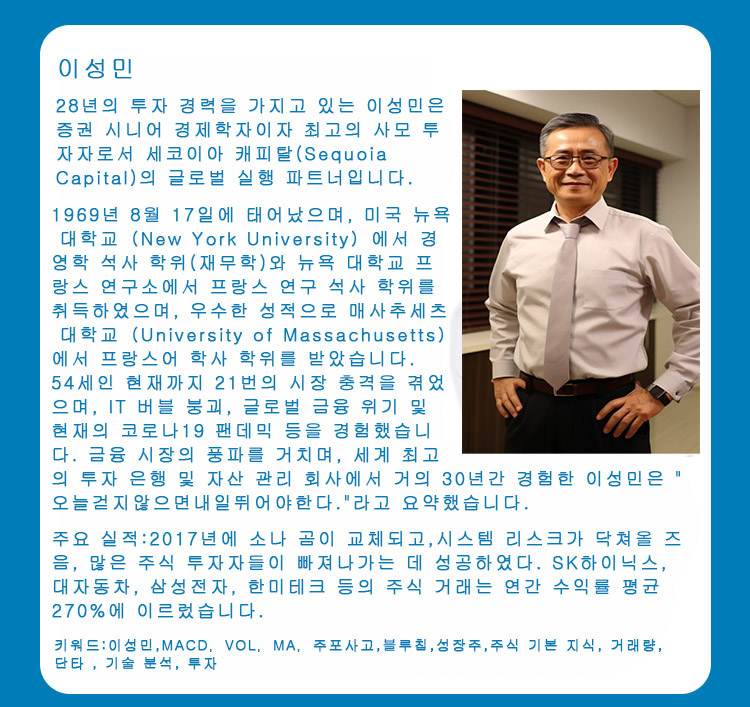 이성민
28년의 투자 경력을 가지고 있는 이성민은
증권 시니어 경제학자이자 최고의 사모 투
자자로서 세코이아 캐피탈(Sequoia
Capital)의 글로벌 실행 파트너입니다.
1969년 8월 17일에 태어났으며, 미국 뉴욕
대학교 (New York University) 에서 경
영학 석사 학위(재무학)와 뉴욕 대학교 프
랑스 연구소에서 프랑스 연구 석사 학위를
취득하였으며, 우수한 성적으로 매사추세츠
대학교 (University of Massachusetts)
에서 프랑스어 학사 학위를 받았습니다.
54세인 현재까지 21번의 시장 충격을 겪었
으며, IT 버블 붕괴, 글로벌 금융 위기 및
현재의 코로나19 팬데믹 등을 경험했습니
다. 금융 시장의 풍파를 거치며, 세계 최고
의 투자 은행 및 자산 관리 회사에서 거의 30년간 경험한 이성민은 "
오늘걷지않으면내일뛰어야한다."라고 요약했습니다.
주요 실적:2017년에 소나 곰이 교체되고,시스템 리스크가 닥쳐올 즈
음, 많은 주식 투자자들이 빠져나가는 데 성공하였다. SK하이닉스,
대자동차, 삼성전자, 한미테크 등의 주식 거래는 연간 수익률 평균
270%에 이르렀습니다.
키워드:이성민,MACD, VOL, MA, 주포사고,블루칩,성장주,주식 기본 지식, 거래량,
단타 , 기술 분석, 투자